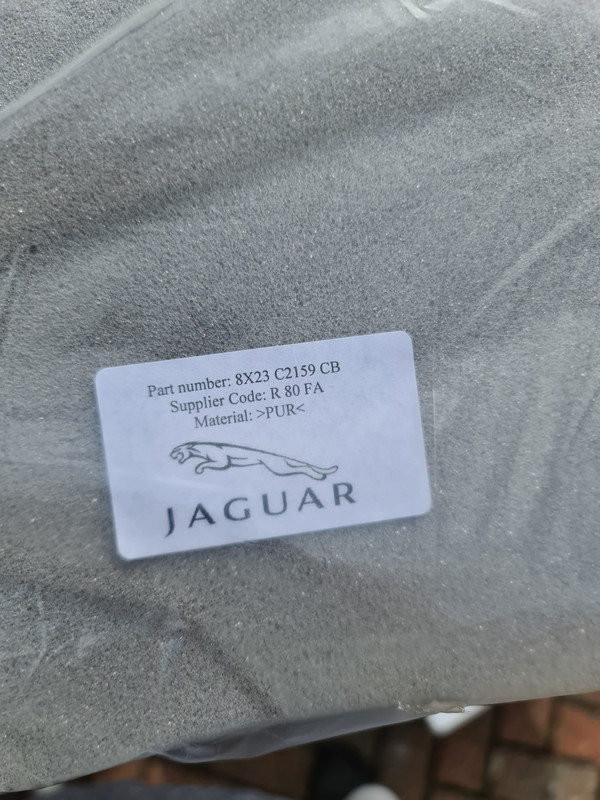 Part number: 8X23 C2159 CB
Supplier Code: R 80 FA
Material: >PUR<
JAGUAR